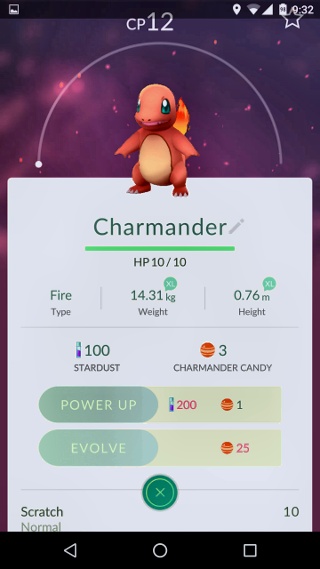 9:32
CP12
Charmander
HP 10 / 10
XL XL
Fire 14.31 kg 0.76 m
Type Weight Height
100 3
STARDUST CHARMANDER CANDY
POWER UP 200 1
EVOLVE 25
Scratch 10
Normal